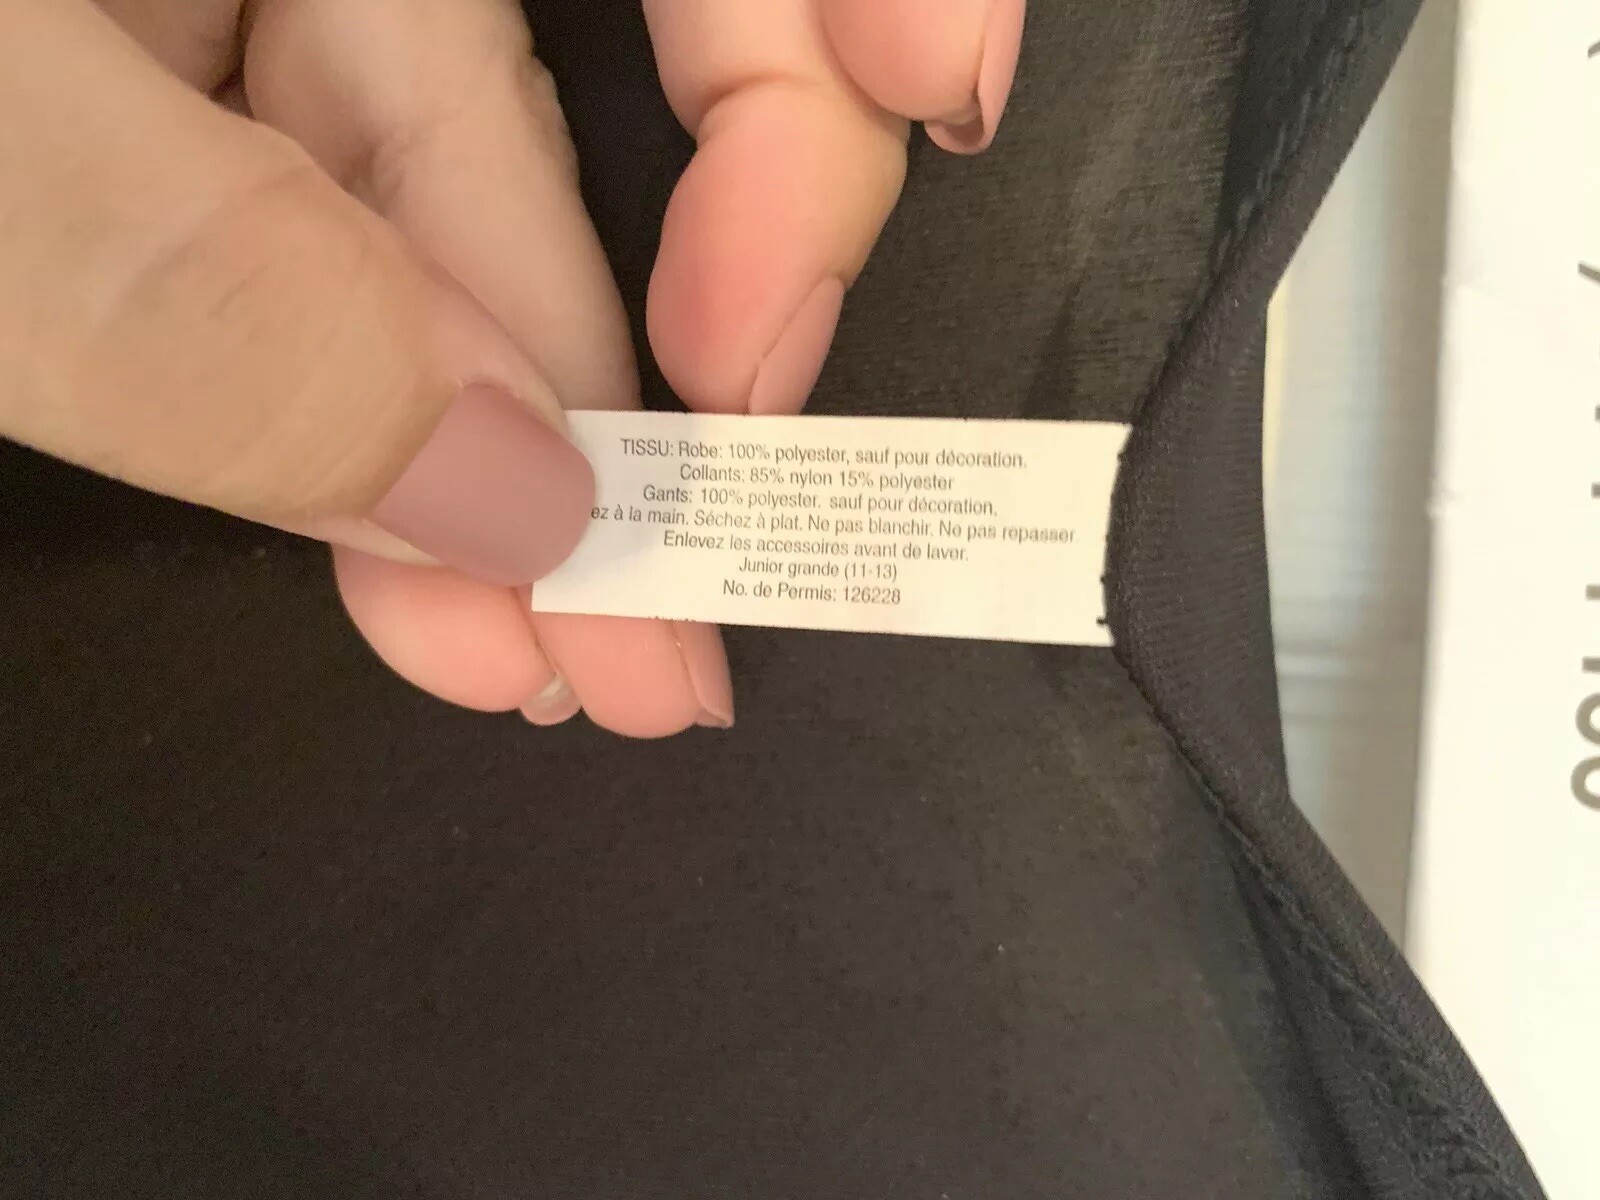 TISSU: Robe: 100% polyester, sauf pour décoration.
Collants: 85% nylon 15% polyester
Gants: 100% polyester. sauf pour décoration.
ez à la main. Séchez à plat. Ne pas blanchir. Ne pas repasser.
Enlevez les accessoires avant de laver.
Junior grande (11-13)
No. de Permis: 126228